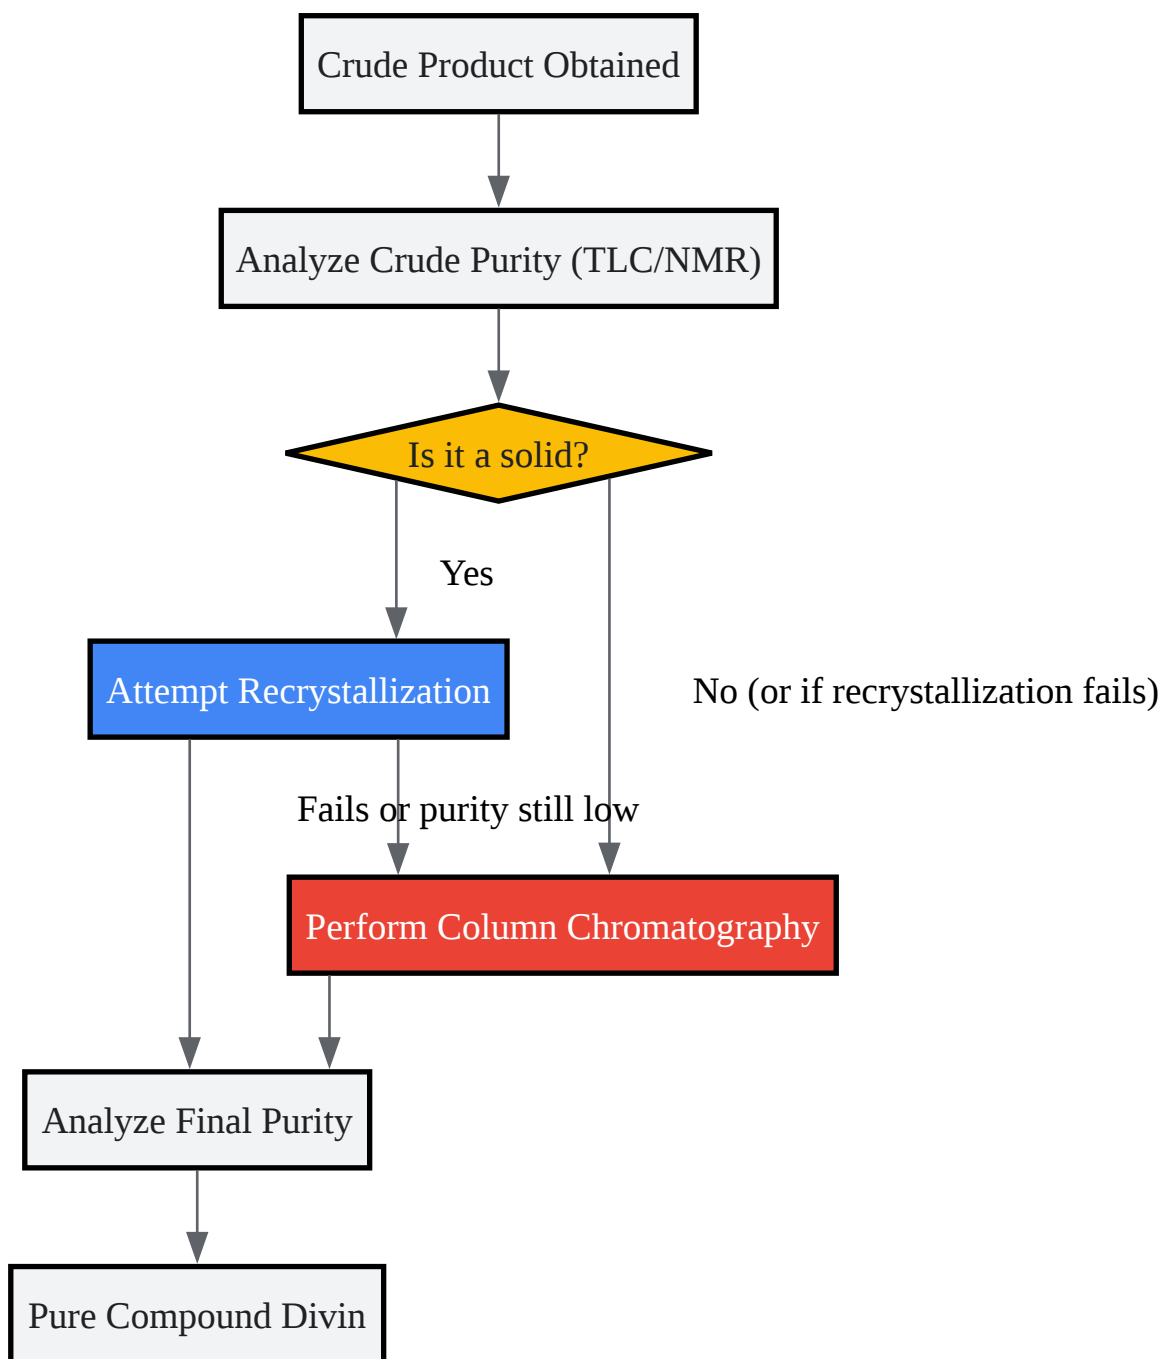 Crude Product Obtained
Analyze Crude Purity (TLC/NMR)
Is it a solid?
Yes
Attempt Recrystallization
No (or if recrystallization fails)
Fails or purity still low
Perform Column Chromatography
Analyze Final Purity
Pure Compound Divin